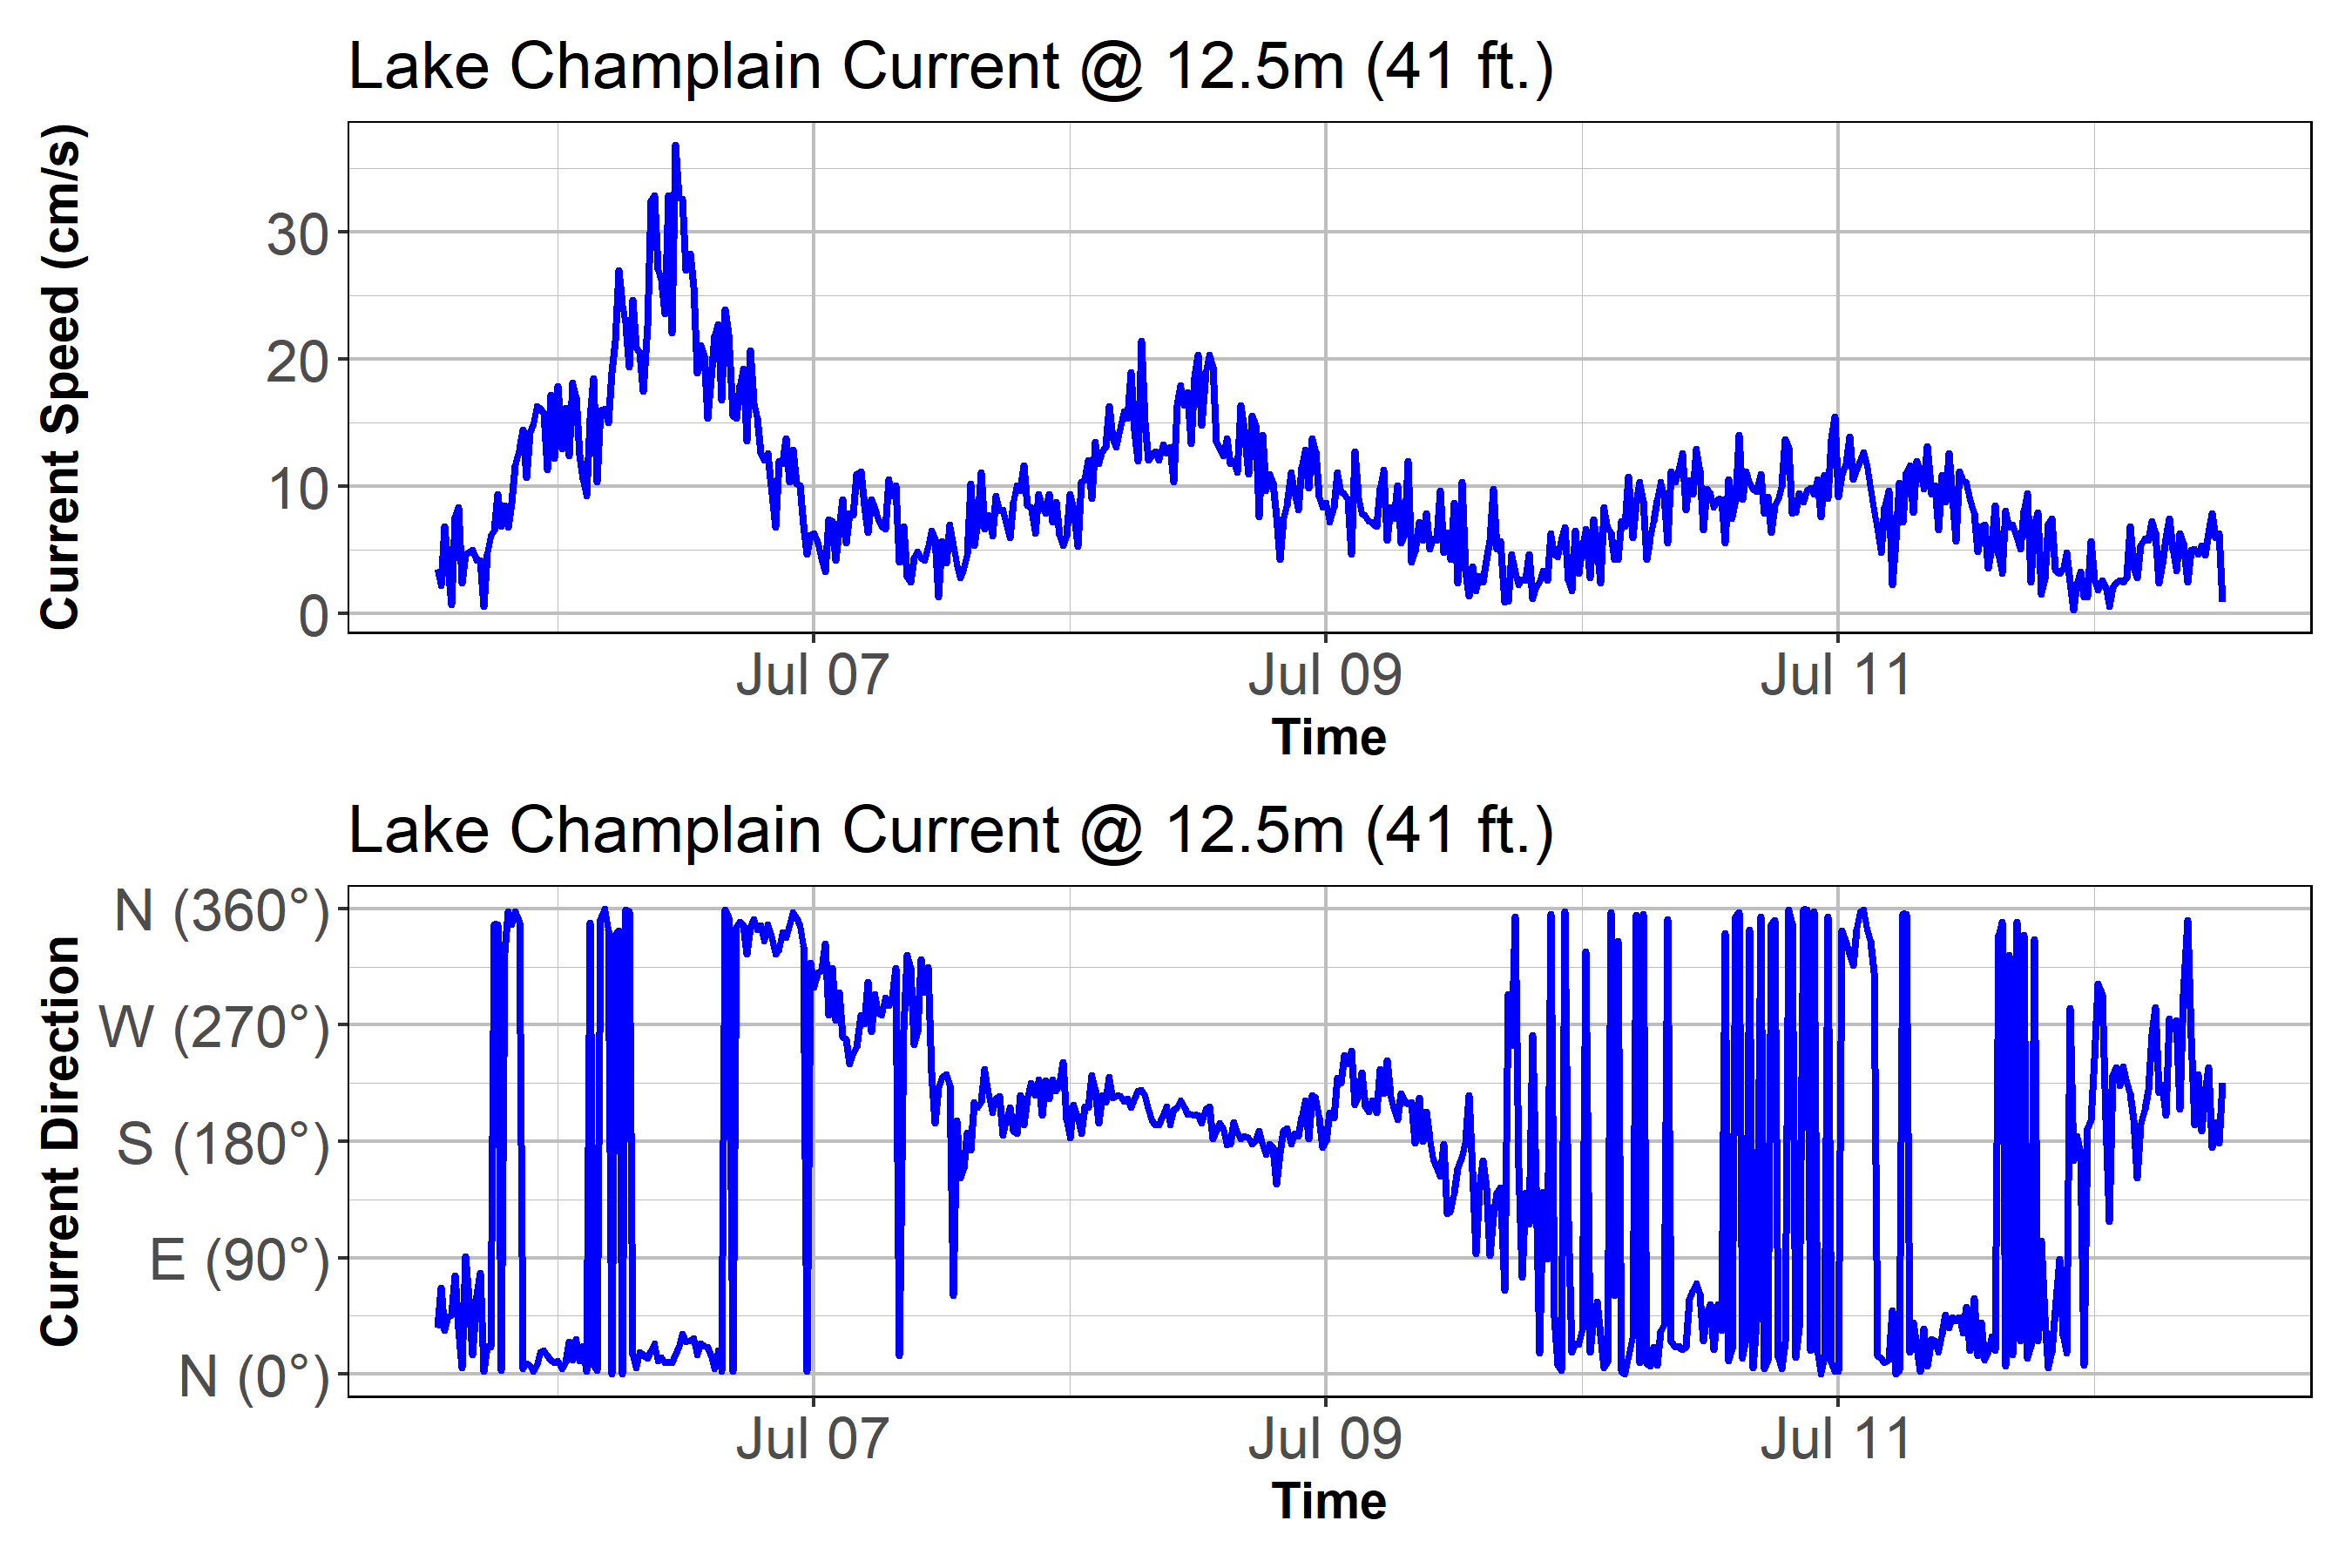 Lake Champlain Current @ 12.5m (41 ft.)
Current Speed (cm/s)
30
20
10
0
Jul 07
Jul 09
Jul 11
Time
Lake Champlain Current @ 12.5m (41 ft.)
Current Direction
N (360°)
W (270°)
S (180°)
E (90°)
N (0°)
Jul 07
Jul 09
Jul 11
Time